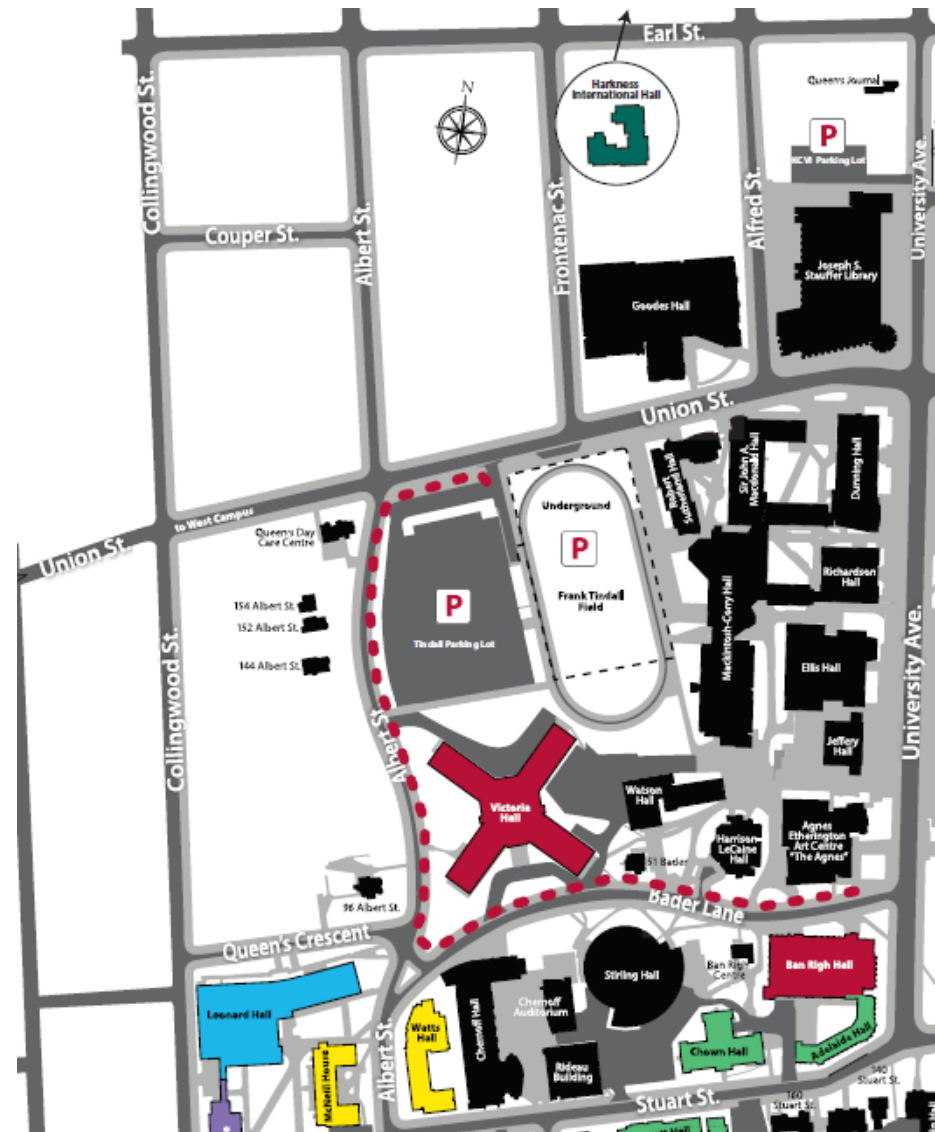 Earl St.
N
Harkness
International Hall
Queen's Journal
P
KCVI Parking Lot
Collingwood St.
Couper St.
Albert St.
Frontenac St.
Alfred St.
University Ave.
Joseph S.
Stauffer Library
Goodes Hall
Union St.
to West Campus
Union St.
Queen's Day
Care Centre
154 Albert St.
152 Albert St.
144 Albert St.
P
Tindall Parking Lot
Underground
P
Frank Tindall
Field
Robert
Sutherland Hall
Sir John A.
Macdonald Hall
Dunning Hall
Richardson
Hall
Mackintosh-Corry Hall
Ellis Hall
Jeffery
Hall
University Ave.
Collingwood St.
Albert St.
Victoria
Hall
Watson
Hall
Harrison-
LeCaine
Hall
Agnes
Etherington
Art Centre
"The Agnes"
51 Bader
Bader Lane
96 Albert St.
Queen's Crescent
Leonard Hall
McNeill House
Albert St.
Watts
Hall
Chernoff Hall
Chernoff
Auditorium
Stirling Hall
Rideau
Building
Ban Righ
Centre
Ban Righ Hall
Chown Hall
Adelaide Hall
Stuart St.
140
Stuart St.
160
Stuart St.